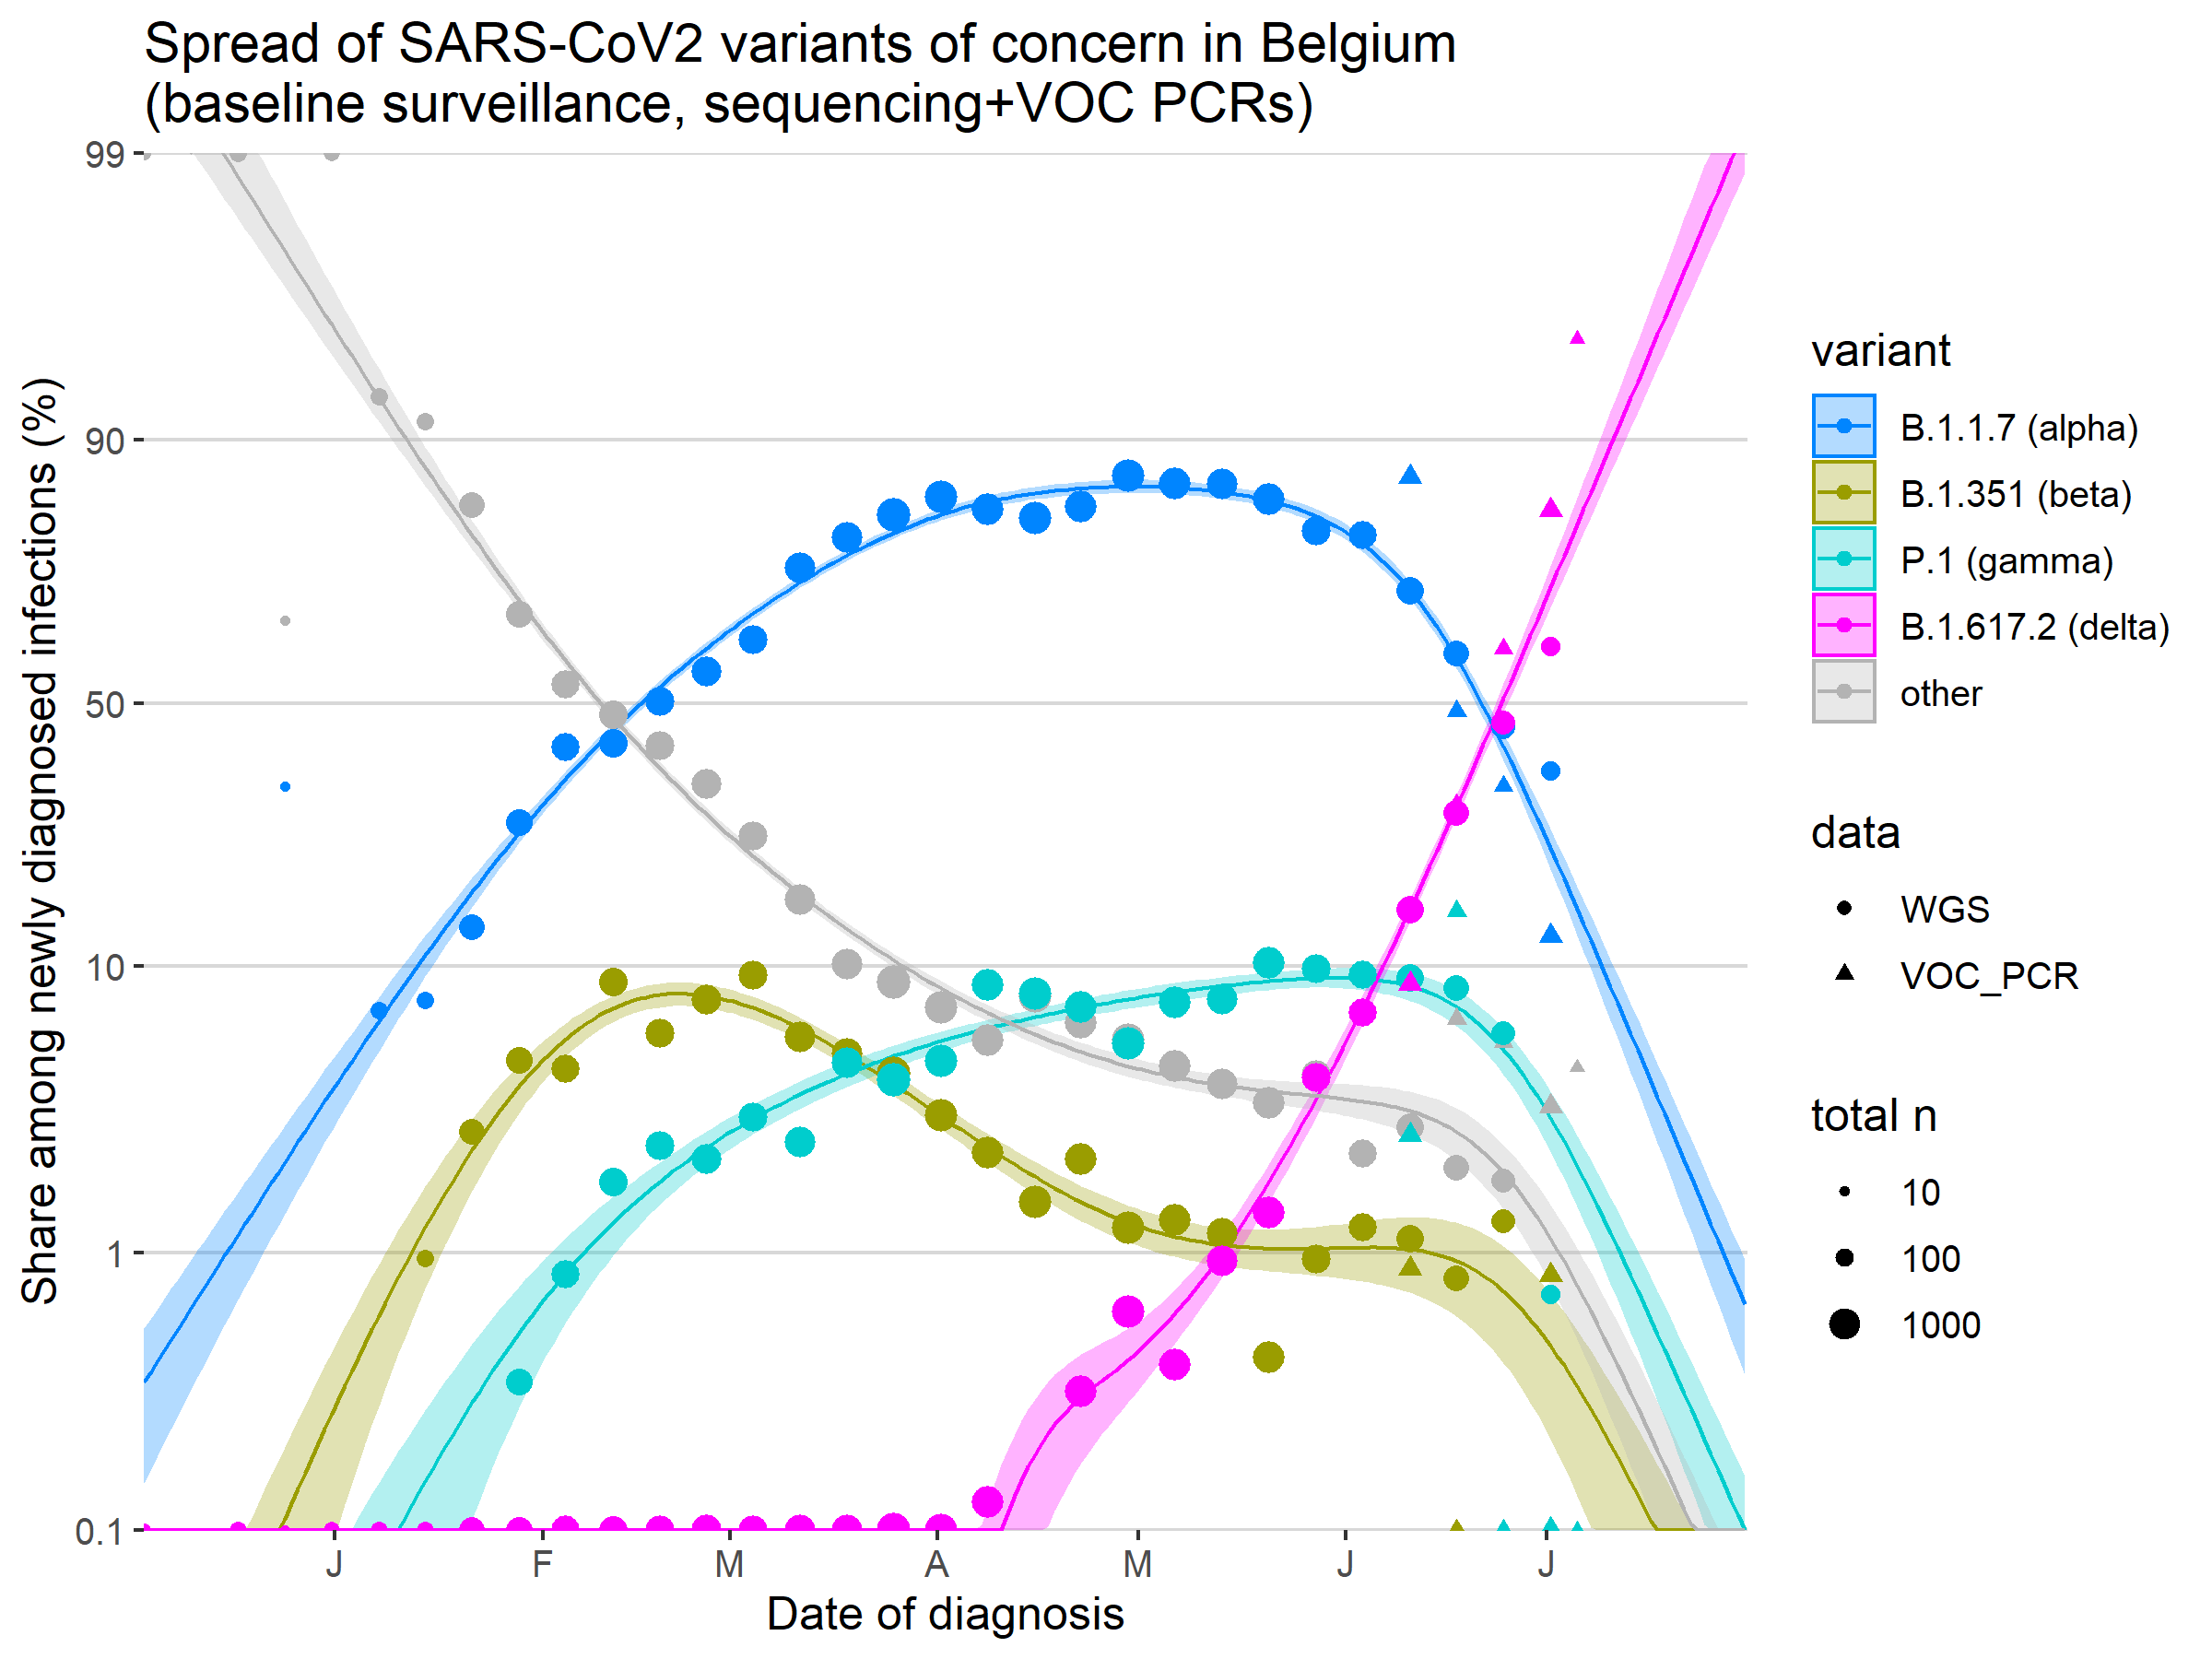 Spread of SARS-CoV2 variants of concern in Belgium
(baseline surveillance, sequencing+VOC PCRs)
Share among newly diagnosed infections (%)
99
90
50
10
1
0.1
J F M A M J J
Date of diagnosis
variant
B.1.1.7 (alpha)
B.1.351 (beta)
P.1 (gamma)
B.1.617.2 (delta)
other
data
WGS
VOC_PCR
total n
10
100
1000